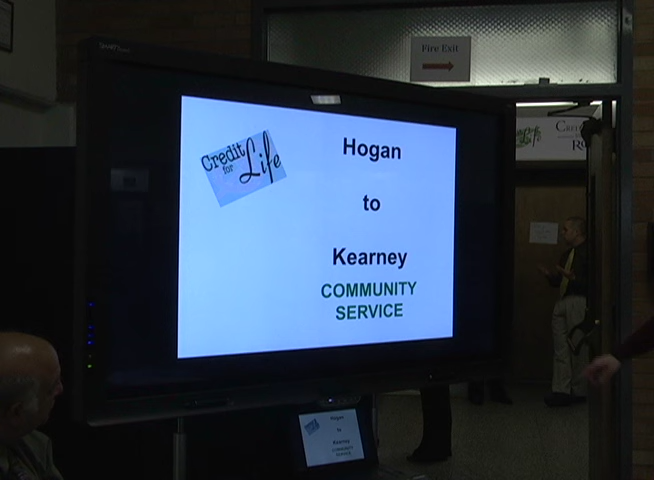 Fire Exit
Credit
for
Life
Hogan
to
Kearney
COMMUNITY
SERVICE
Hogan
to
Kearney
COMMUNITY
SERVICE